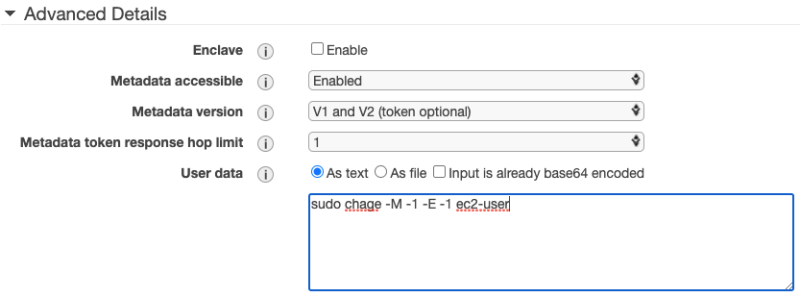 Advanced Details
Enclave i Enable
Metadata accessible i Enabled
Metadata version i V1 and V2 (token optional)
Metadata token response hop limit i 1
User data i As text As file Input is already base64 encoded
sudo chage -M -1 -E -1 ec2-user